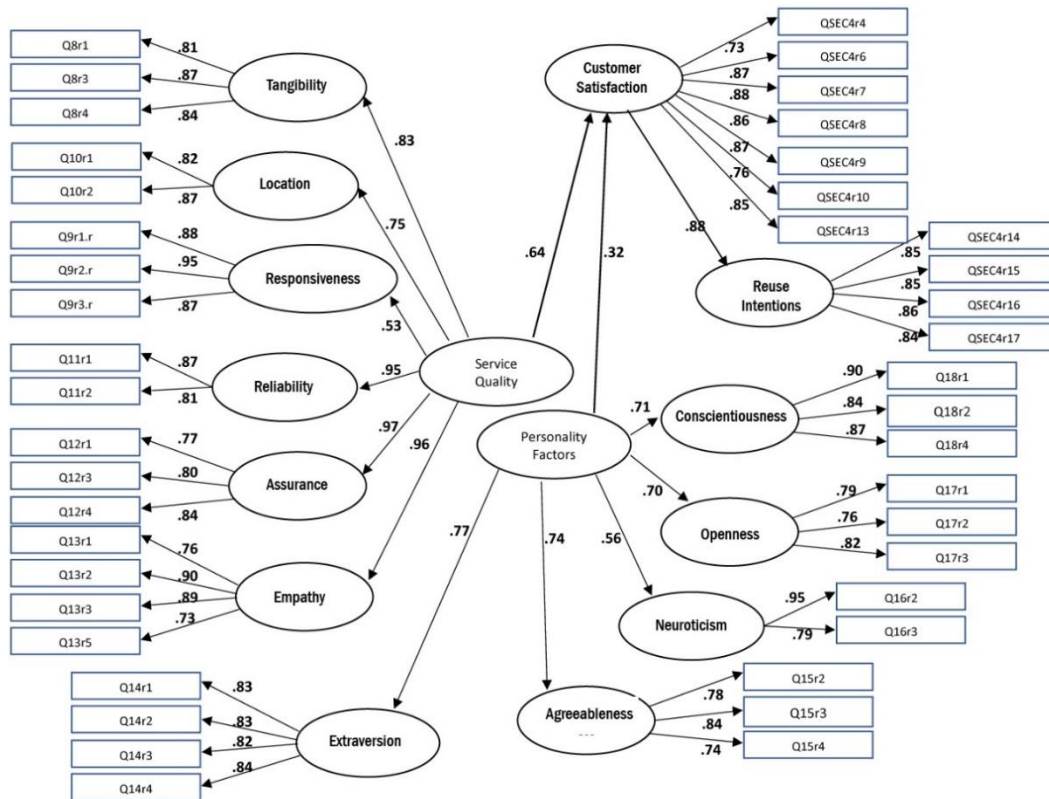 Q8r1
.81
Q8r3
.87
Q8r4
.84
Tangibility
.83
Q10r1
.82
Q10r2
.87
Location
.75
Q9r1.r
.88
Q9r2.r
.95
Q9r3.r
.87
Responsiveness
.53
Q11r1
.87
Q11r2
.81
Reliability
.95
Service
Quality
Q12r1
.77
Q12r3
.80
Q12r4
.84
Assurance
.97
Q13r1
.76
Q13r2
.90
Q13r3
.89
Q13r5
.73
Empathy
.96
Q14r1
.83
Q14r2
.83
Q14r3
.82
Q14r4
.84
Extraversion
.77
Customer
Satisfaction
.64
.32
.73
QSEC4r4
.87
QSEC4r6
.88
QSEC4r7
.86
QSEC4r8
.87
QSEC4r9
.76
QSEC4r10
.85
QSEC4r13
.88
Reuse
Intentions
.85
QSEC4r14
.85
QSEC4r15
.86
QSEC4r16
.84
QSEC4r17
Personality
Factors
.71
Conscientiousness
.90
Q18r1
.84
Q18r2
.87
Q18r4
.70
Openness
.79
Q17r1
.76
Q17r2
.82
Q17r3
.56
Neuroticism
.95
Q16r2
.79
Q16r3
.74
Agreeableness
---
.78
Q15r2
.84
Q15r3
.74
Q15r4